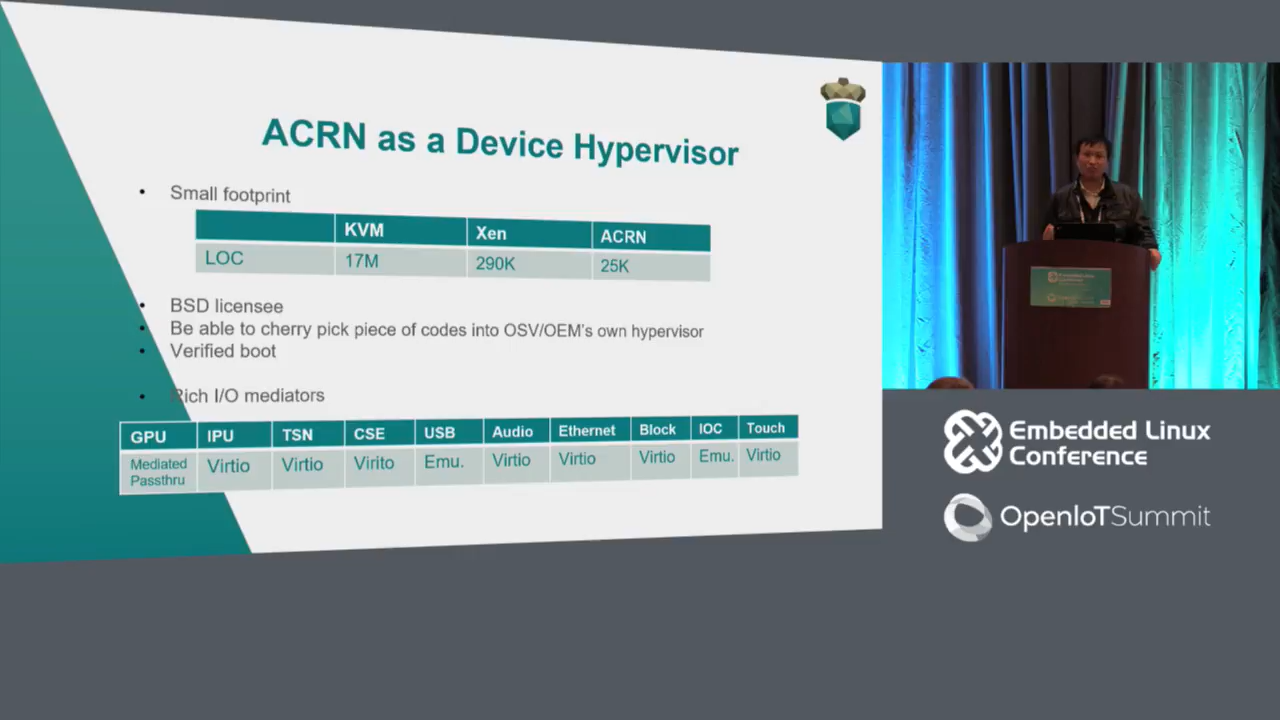 ACRN as a Device Hypervisor
• Small footprint
KVM Xen ACRN
LOC 17M 290K 25K
• BSD licensee
• Be able to cherry pick piece of codes into OSV/OEM's own hypervisor
• Verified boot
• Rich I/O mediators
GPU IPU TSN CSE USB Audio Ethernet Block IOC Touch
Mediated Passthru Virtio Virtio Virito Emu. Virtio Virtio Virtio Emu. Virtio
Embedded Linux
Conference
OpenIoTSummit